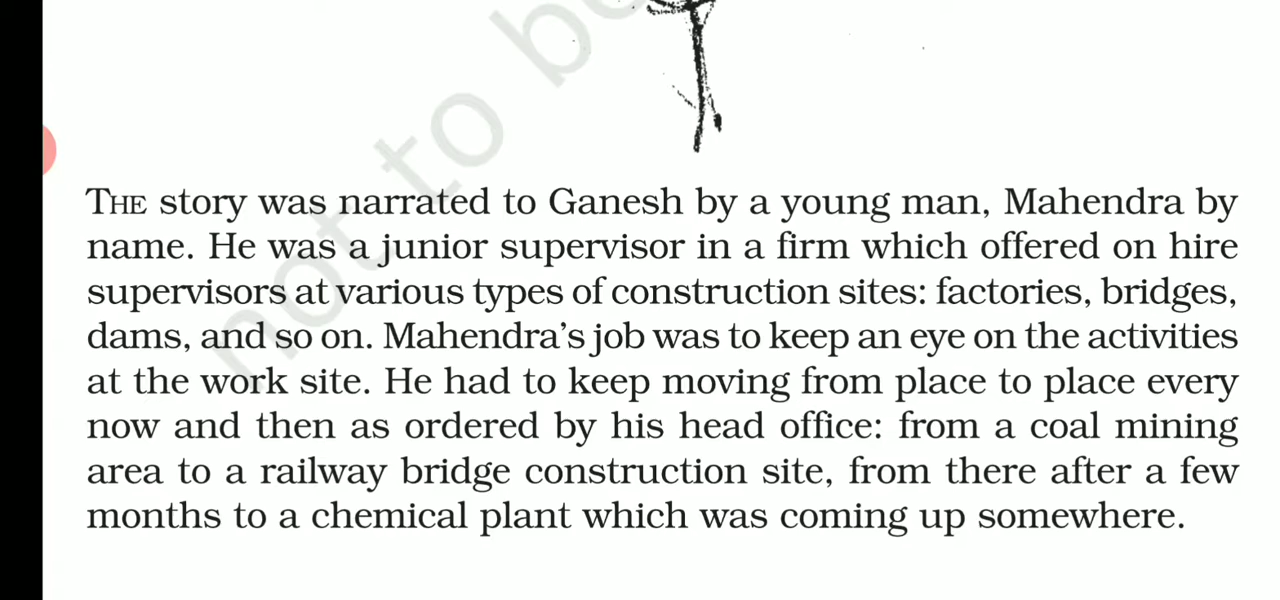 not to be
THE story was narrated to Ganesh by a young man, Mahendra by
name. He was a junior supervisor in a firm which offered on hire
supervisors at various types of construction sites: factories, bridges,
dams, and so on. Mahendra's job was to keep an eye on the activities
at the work site. He had to keep moving from place to place every
now and then as ordered by his head office: from a coal mining
area to a railway bridge construction site, from there after a few
months to a chemical plant which was coming up somewhere.